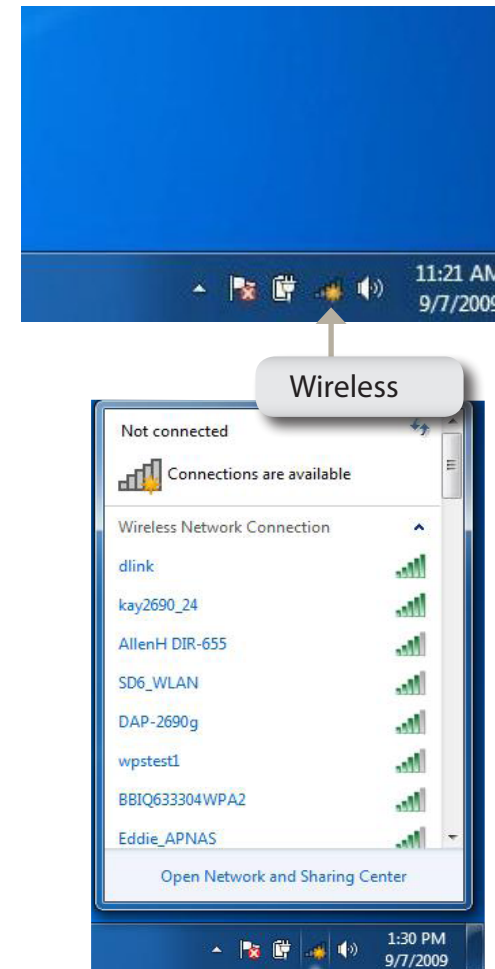 11:21 AM
9/7/2009
Wireless
Not connected
Connections are available
Wireless Network Connection
dlink
kay2690_24
AllenH DIR-655
SD6_WLAN
DAP-2690g
wpstest1
BBIQ633304WPA2
Eddie_APNAS
Open Network and Sharing Center
1:30 PM
9/7/2009